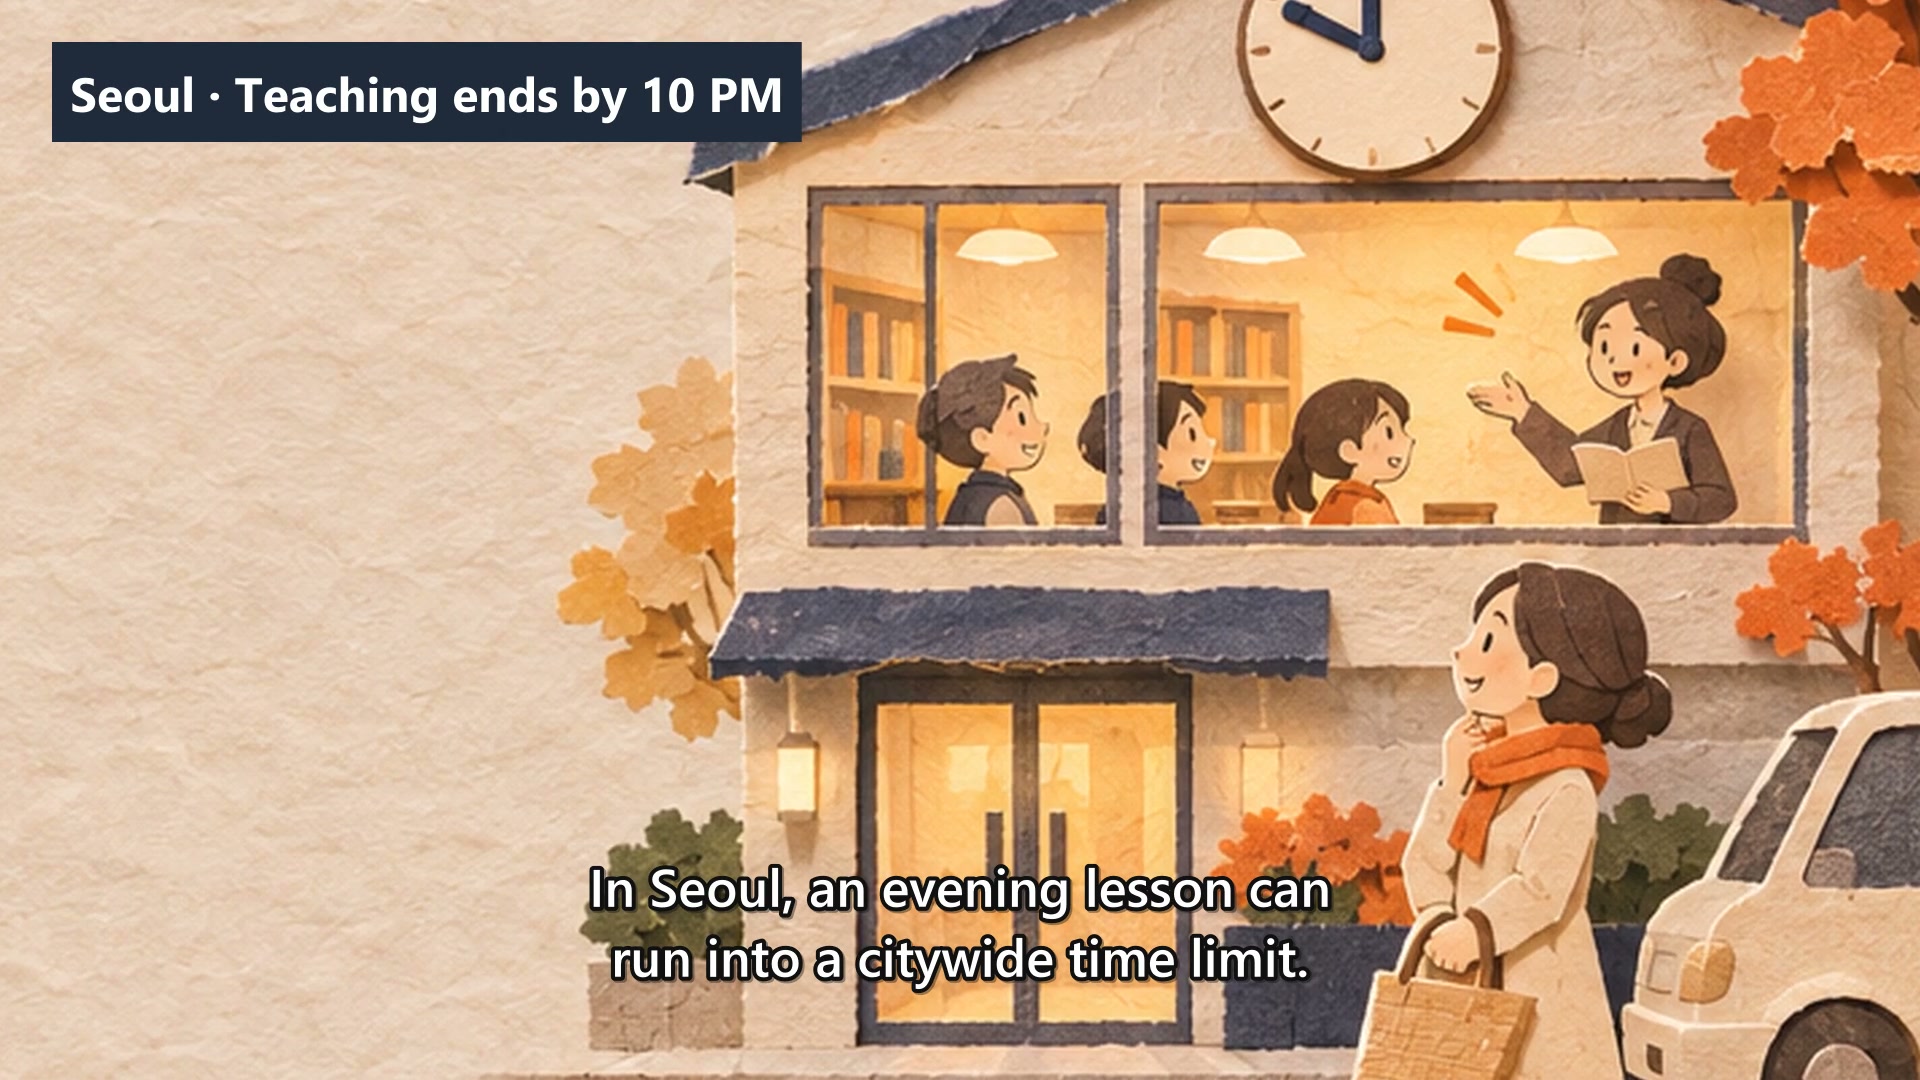 Seoul · Teaching ends by 10 PM
In Seoul, an evening lesson can
run into a citywide time limit.